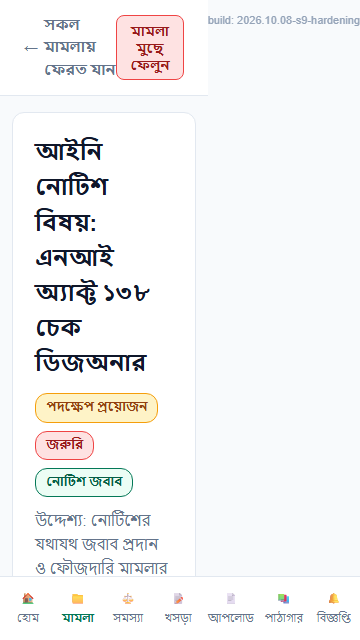 সকল
← মামলায়
ফেরত যান
মামলা
মুছে
ফেলুন
build: 2026.10.08-s9-hardening
আইনি
নোটিশ
বিষয়:
এনআই
অ্যাক্ট ১৩৮
চেক
ডিজঅনার
পদক্ষেপ প্রয়োজন
জরুরি
নোটিশ জবাব
উদ্দেশ্য: নোটিশের
যথাযথ জবাব প্রদান
ও ফৌজদারি মামলার
হোম
মামলা
সমস্যা
খসড়া
আপলোড
পাঠাগার
বিজ্ঞপ্তি